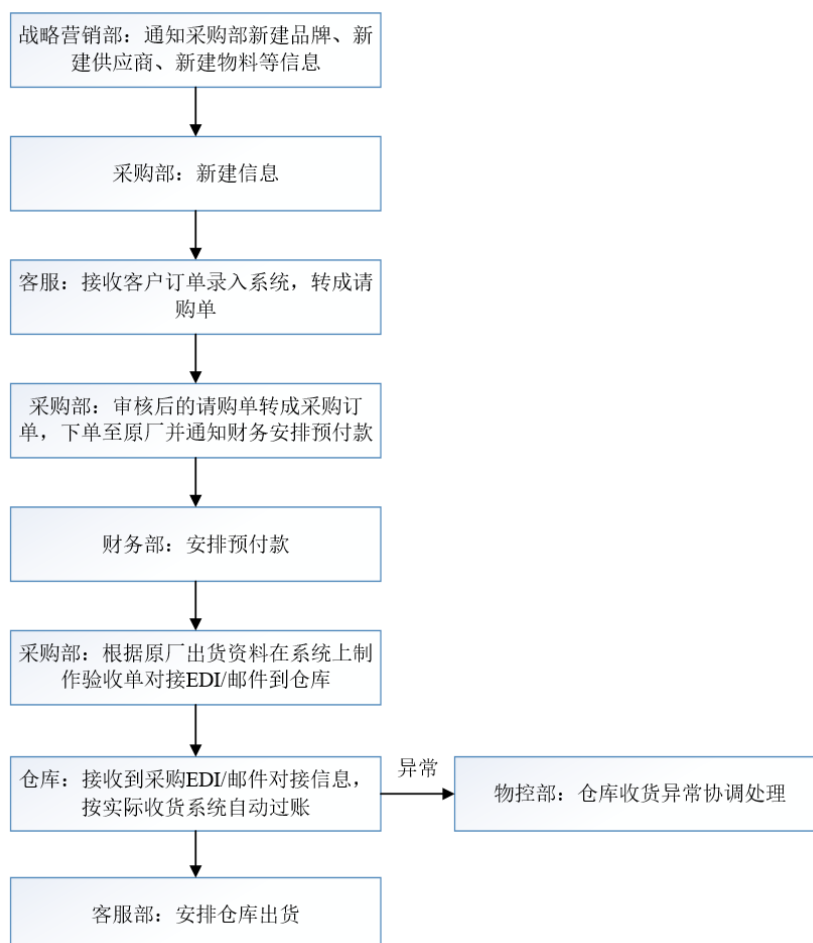 战略营销部：通知采购部新建品牌、新
建供应商、新建物料等信息
采购部：新建信息
客服：接收客户订单录入系统，转成请
购单
采购部：审核后的请购单转成采购订
单，下单至原厂并通知财务安排预付款
财务部：安排预付款
采购部：根据原厂出货资料在系统上制
作验收单对接EDI/邮件到仓库
仓库：接收到采购EDI/邮件对接信息，
按实际收货系统自动过账
异常
物控部：仓库收货异常协调处理
客服部：安排仓库出货